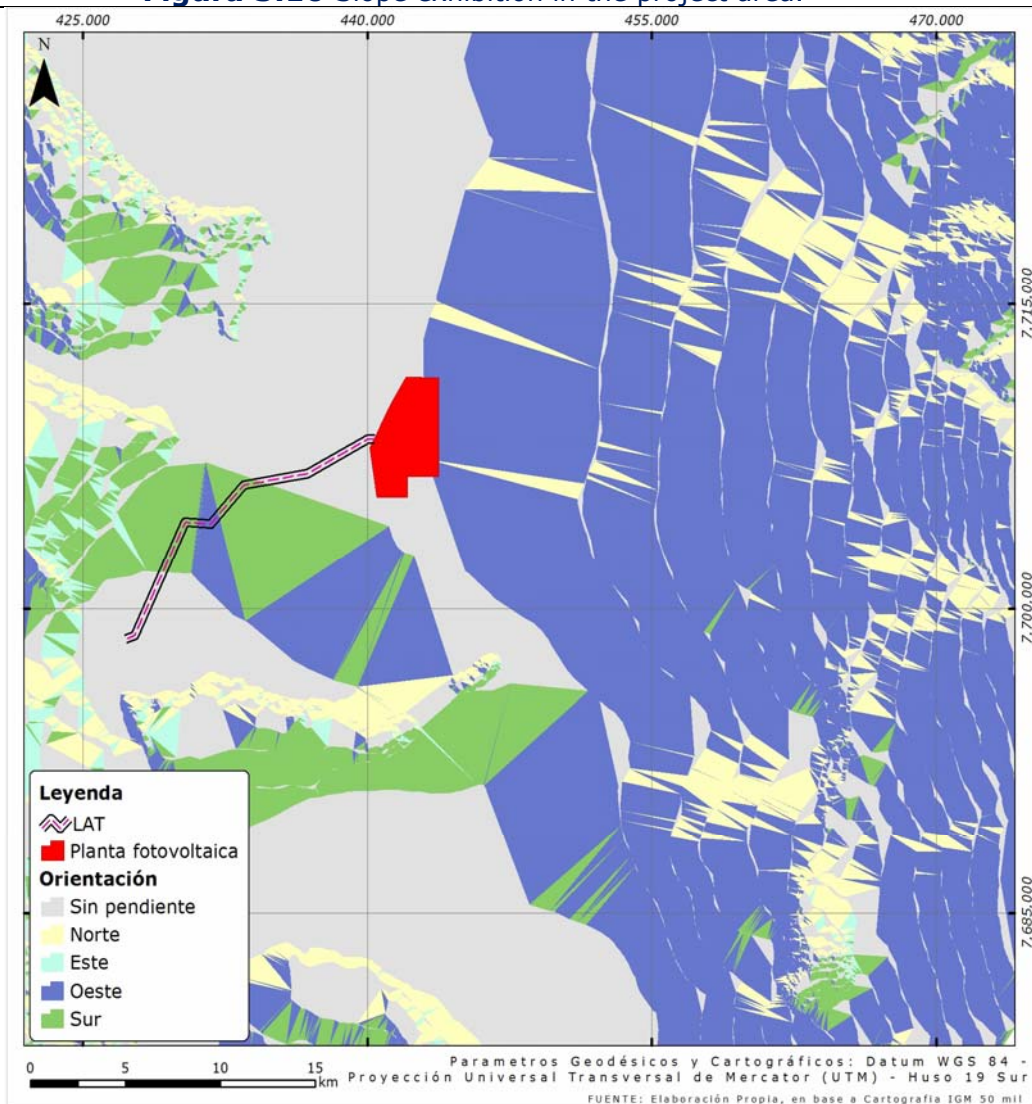 Figura Slope exhibition in the project area.
425.000 440.000 455.000 470.000
N
7.715.000
7.700.000
7.685.000
Leyenda
LAT
Planta fotovoltaica
Orientación
Sin pendiente
Norte
Este
Oeste
Sur
0 5 10 15
km
Parametros Geodésicos y Cartográficos: Datum WGS 84 -
Proyección Universal Transversal de Mercator (UTM) - Huso 19 Sur
FUENTE: Elaboración Propia, en base a Cartografia IGM 50 mil